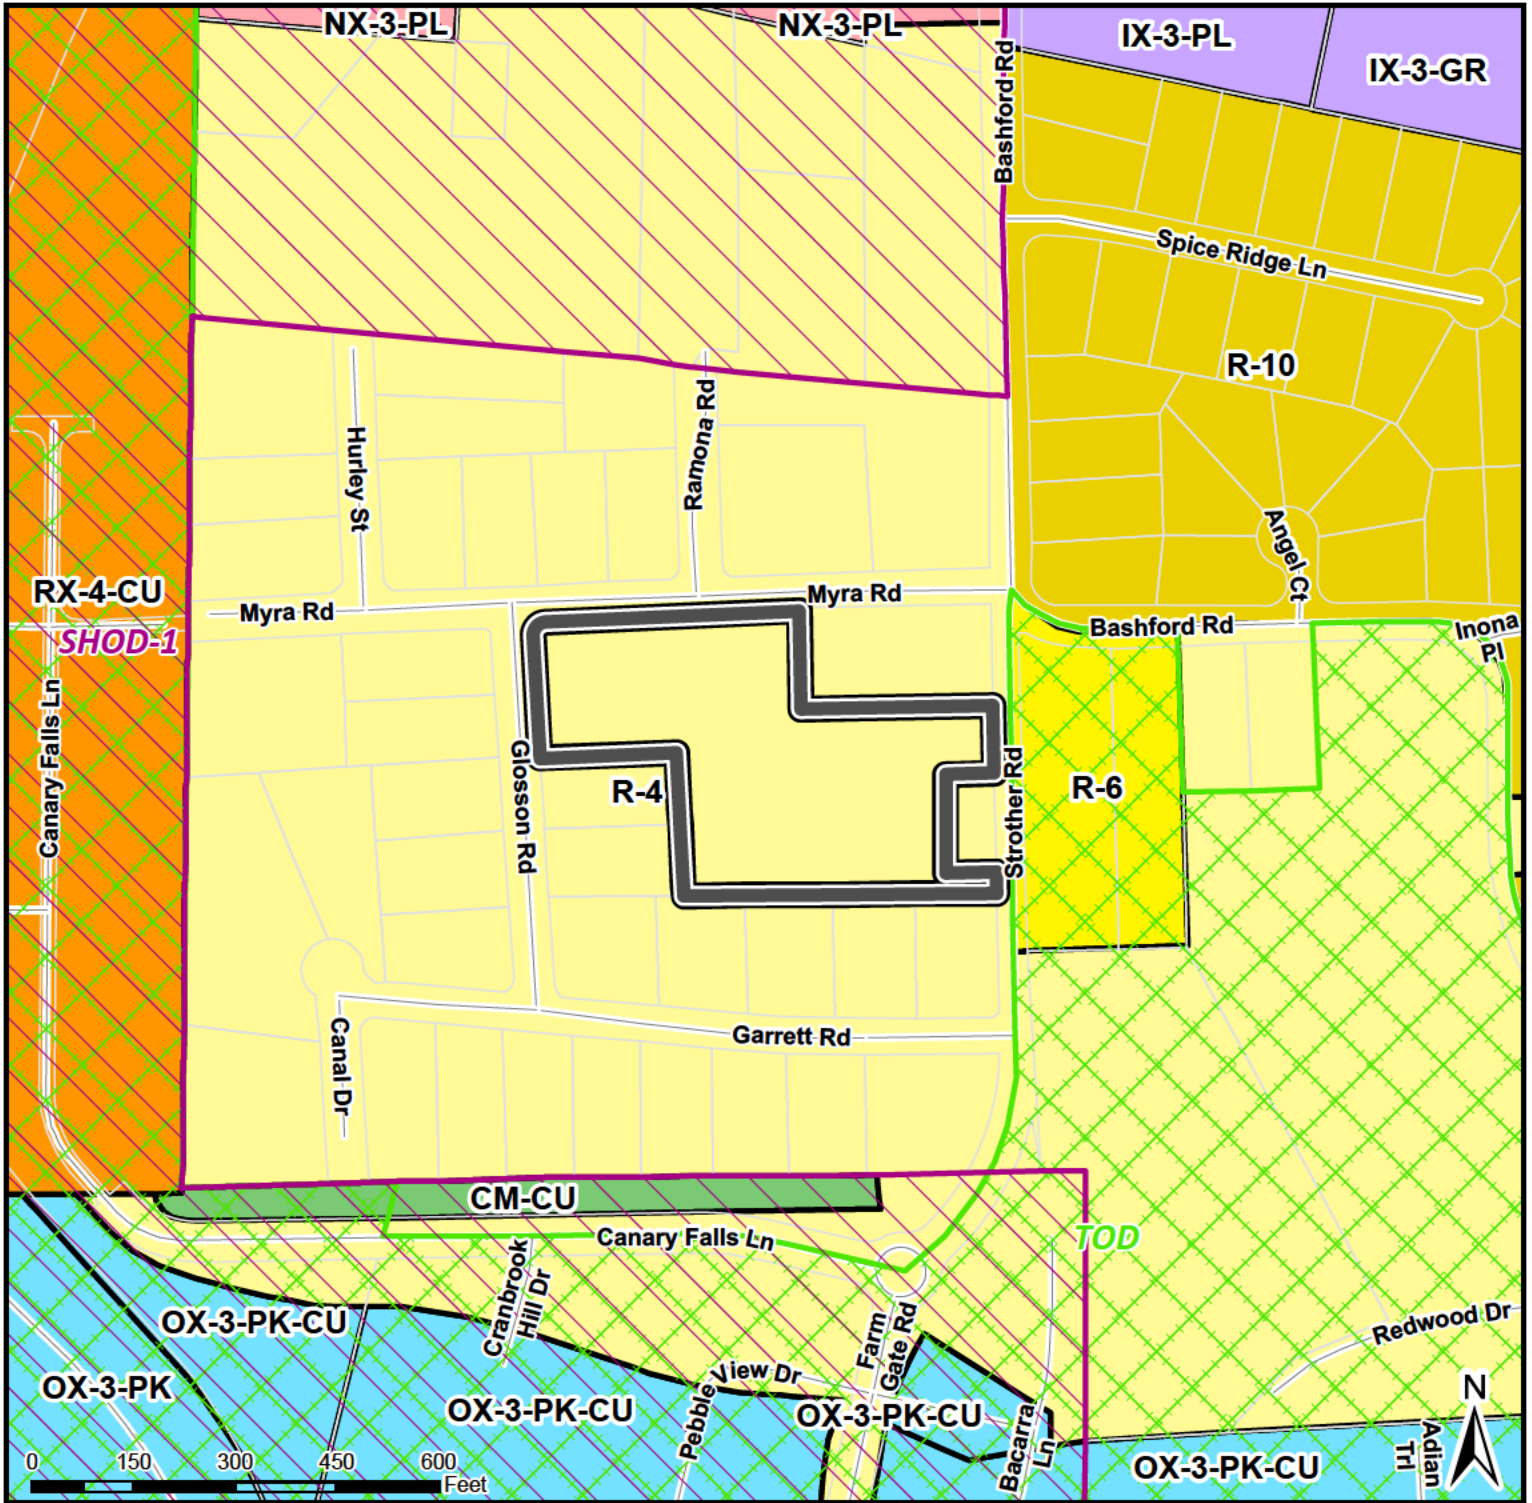 NX-3-PL
NX-3-PL
IX-3-PL
IX-3-GR
Bashford Rd
Spice Ridge Ln
R-10
Ramona Rd
Hurley St
Angel Ct
RX-4-CU
SHOD-1
Myra Rd
Myra Rd
Bashford Rd
Inona
Pl
Canary Falls Ln
Glosson Rd
R-4
Strother Rd
R-6
Garrett Rd
Canal Dr
CM-CU
Canary Falls Ln
TOD
Cranbrook
Hill Dr
Farm
Gate Rd
OX-3-PK-CU
Redwood Dr
OX-3-PK
Pebble View Dr
OX-3-PK-CU
OX-3-PK-CU
Bacarra
Ln
OX-3-PK-CU
Adian
Trl
N
0 150 300 450 600
Feet